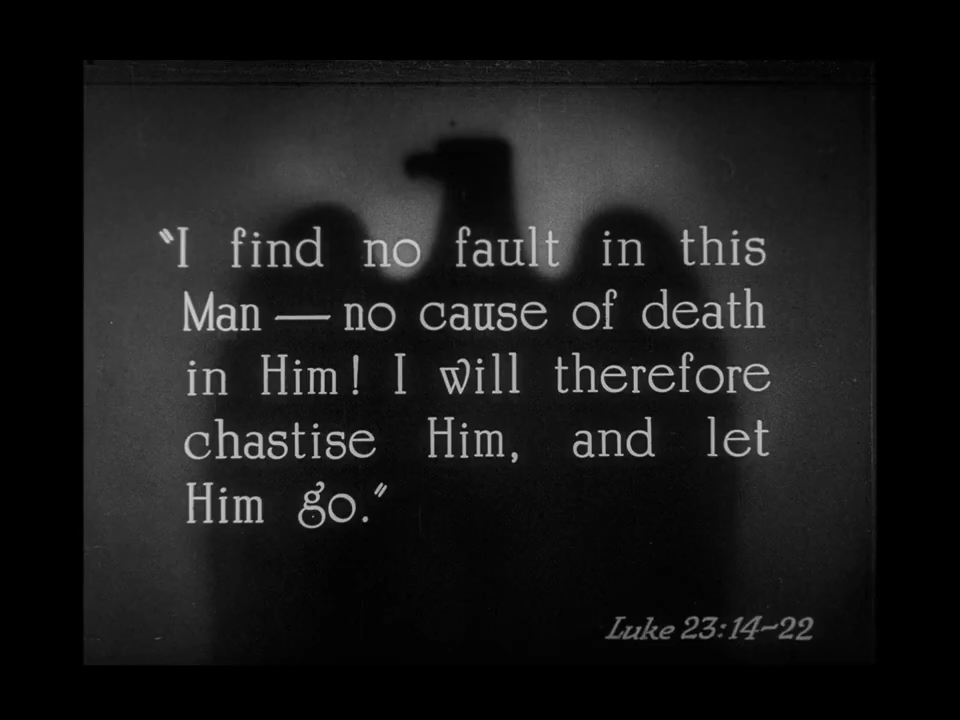 "I find no fault in this
Man — no cause of death
in Him! I will therefore
chastise Him, and let
Him go."
Luke 23:14-22